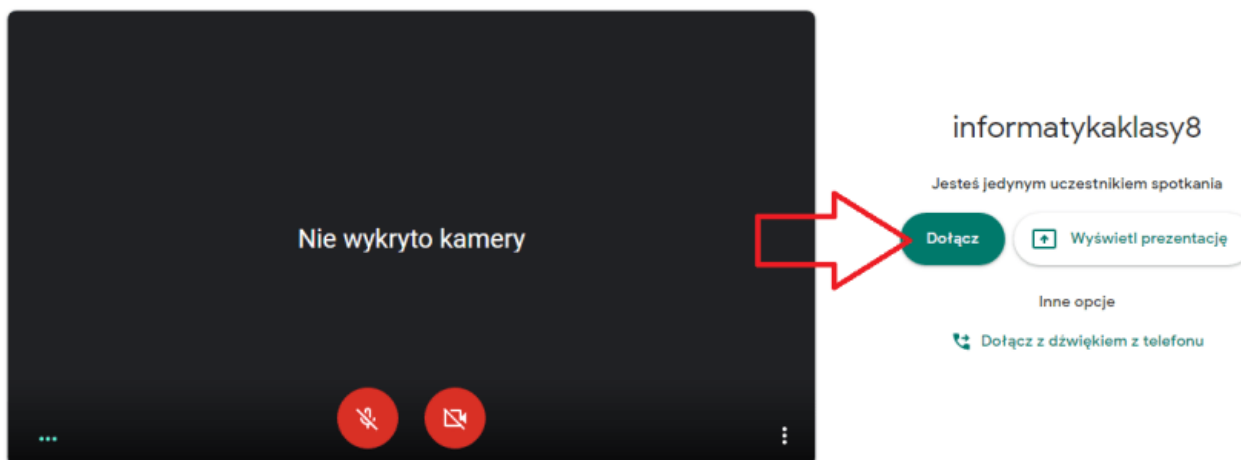 Nie wykryto kamery
informatykaklasy8
Jesteś jedynym uczestnikiem spotkania
Dołącz
Wyświetl prezentację
Inne opcje
Dołącz z dźwiękiem z telefonu